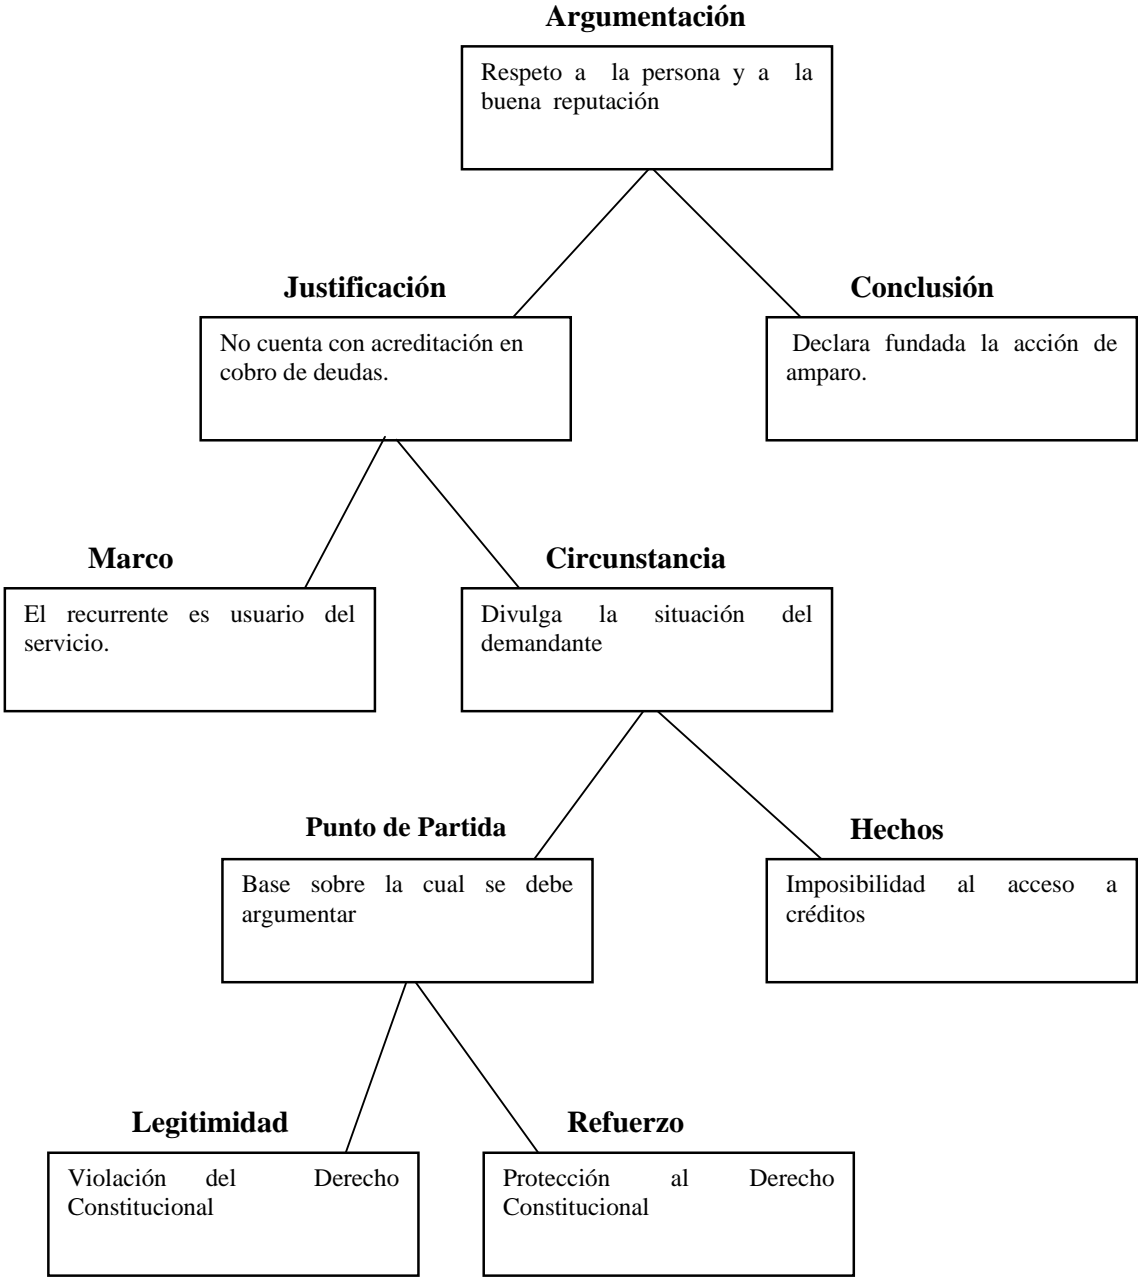 Argumentación
Respeto a la persona y a la
buena reputación
Justificación
No cuenta con acreditación en
cobro de deudas.
Conclusión
Declara fundada la acción de
amparo.
Marco
El recurrente es usuario del
servicio.
Circunstancia
Divulga la situación del
demandante
Punto de Partida
Base sobre la cual se debe
argumentar
Hechos
Imposibilidad al acceso a
créditos
Legitimidad
Violación del Derecho
Constitucional
Refuerzo
Protección al Derecho
Constitucional